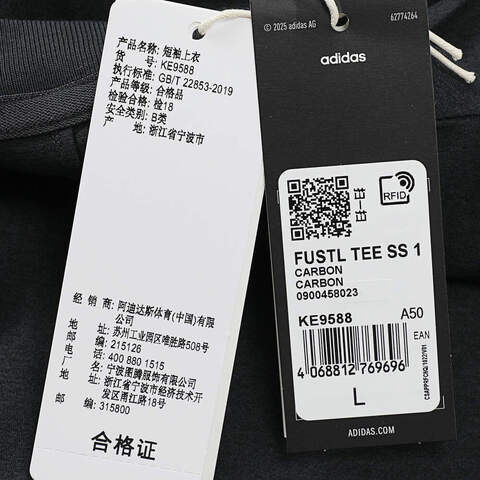 产品名称: 短袖上衣
货 号: KE9588
执行标准: GB/T 22853-2019
产品等级: 合格品
检验合格: 检18
安全类别: B类
产 地: 浙江省宁波市
经 销 商: 阿迪达斯体育(中国)有限公司
地址: 苏州工业园区唯胜路508号
邮编: 215126
电话: 400 880 1515
制造商: 宁波图腾服饰有限公司
地址: 浙江省宁波市经济技术开发区甬江路18号
邮编: 315800
合格证
© 2025 adidas AG
62774264
adidas
RFID
FUSTL TEE SS 1
CARBON
CARBON
0900458023
KE9588
A50
EAN
4 068812 769696
L
ADIDAS.COM